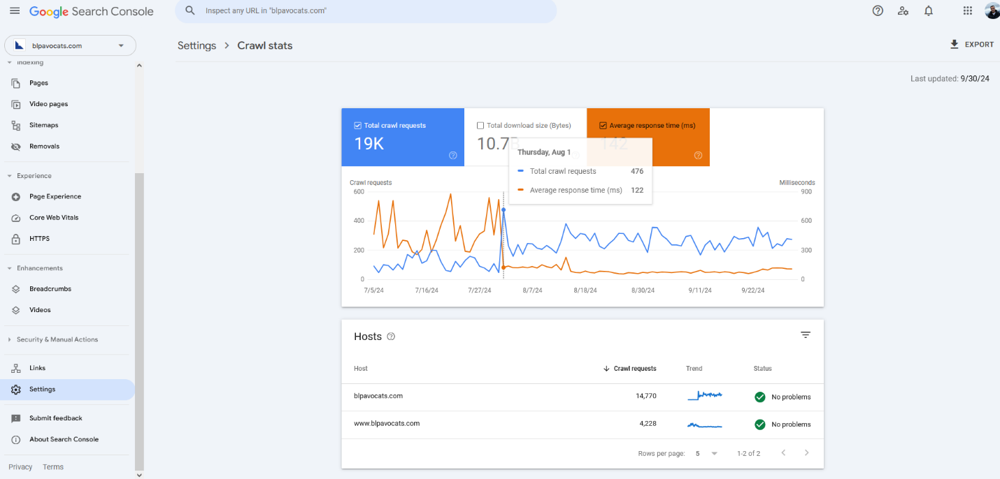 Google Search Console
Inspect any URL in "blpavocats.com"
blpavocats.com
Settings > Crawl stats
EXPORT
Last updated: 9/30/24
Indexing
Pages
Video pages
Sitemaps
Removals
Experience
Page Experience
Core Web Vitals
HTTPS
Enhancements
Breadcrumbs
Videos
Security & Manual Actions
Links
Settings
Submit feedback
About Search Console
Privacy Terms
Total crawl requests
19K
Total download size (Bytes)
10.7B
Average response time (ms)
142
Thursday, Aug 1
Total crawl requests 476
Average response time (ms) 122
Crawl requests Milliseconds
600 900
400 600
200 300
0 0
7/5/24 7/16/24 7/27/24 8/7/24 8/18/24 8/30/24 9/11/24 9/22/24
Hosts
Host Crawl requests Trend Status
blpavocats.com 14,770 No problems
www.blpavocats.com 4,228 No problems
Rows per page: 5 1-2 of 2